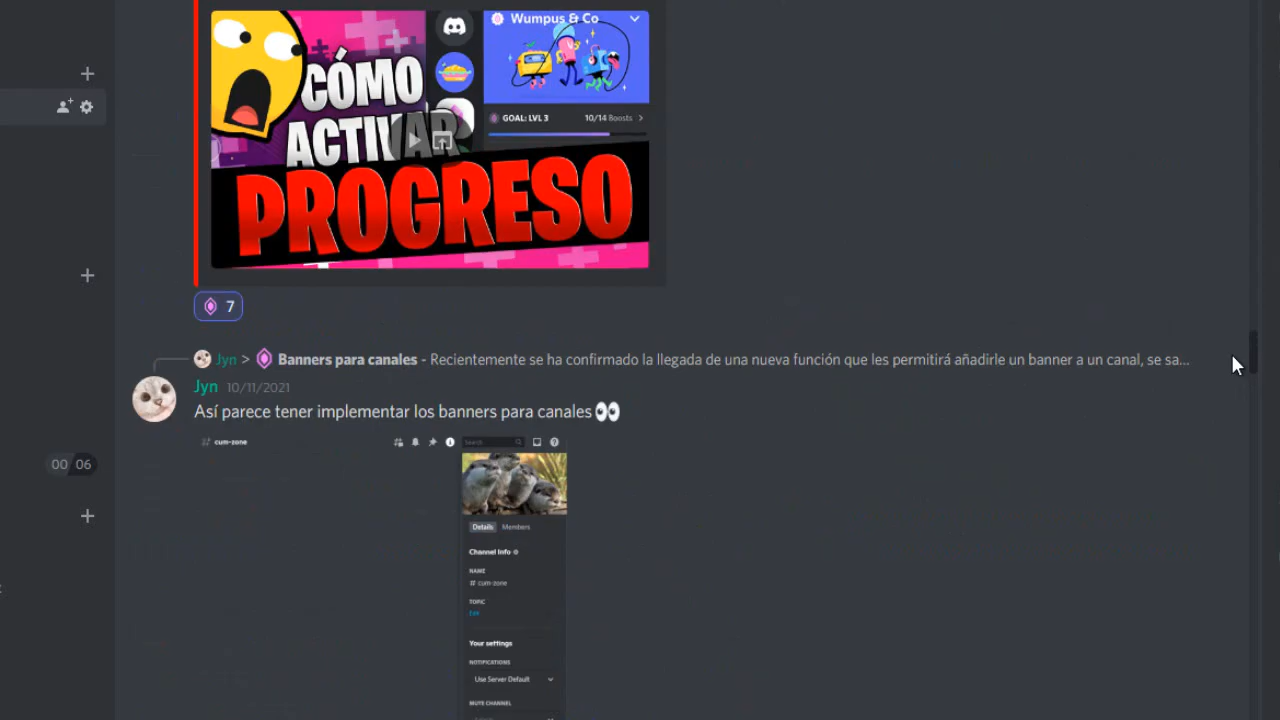 Wumpus & Co
CÓMO
ACTIVAR
GOAL: LVL 3 10/14 Boosts
PROGRESO
7
Jyn > Banners para canales - Recientemente se ha confirmado la llegada de una nueva función que les permitirá añadirle un banner a un canal, se sa...
Jyn 10/11/2021
Así parece tener implementar los banners para canales 👀
# cum-zone
Search
Details Members
Channel Info
NAME
# cum-zone
00 06
TOPIC
Your settings
NOTIFICATIONS
Use Server Default
MUTE CHANNEL